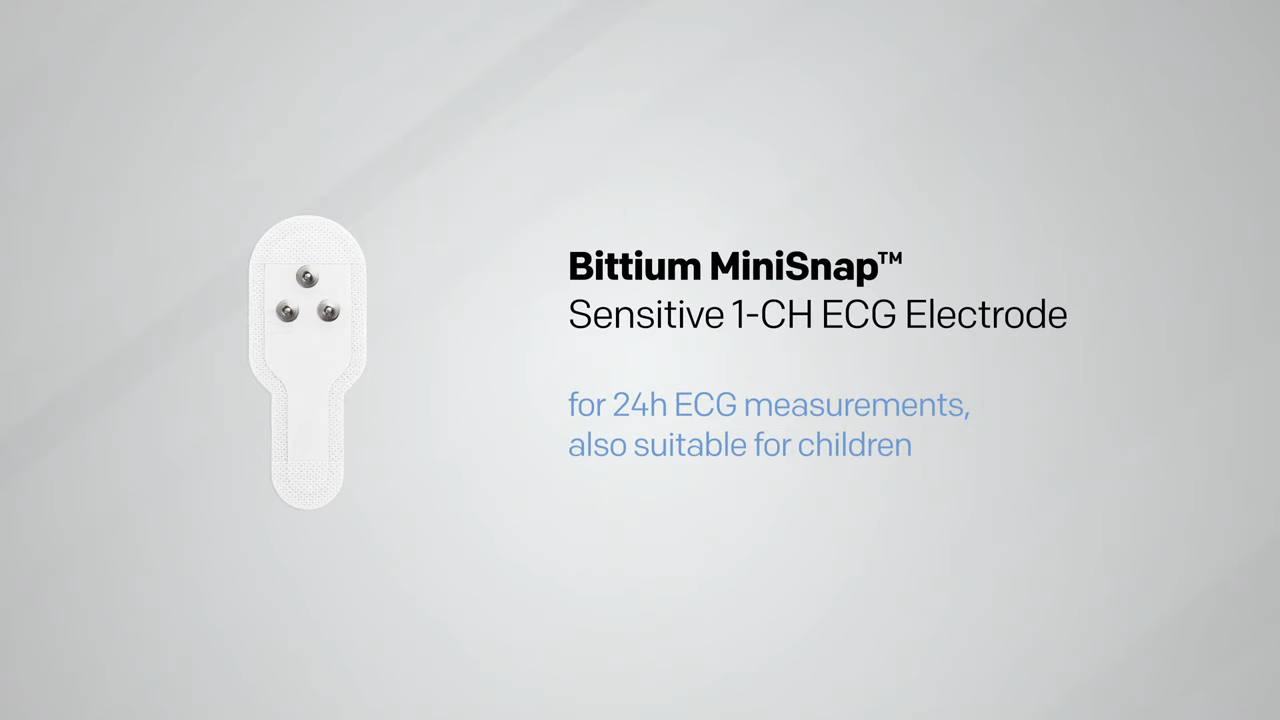 Bittium MiniSnap™
Sensitive 1-CH ECG Electrode
for 24h ECG measurements,
also suitable for children